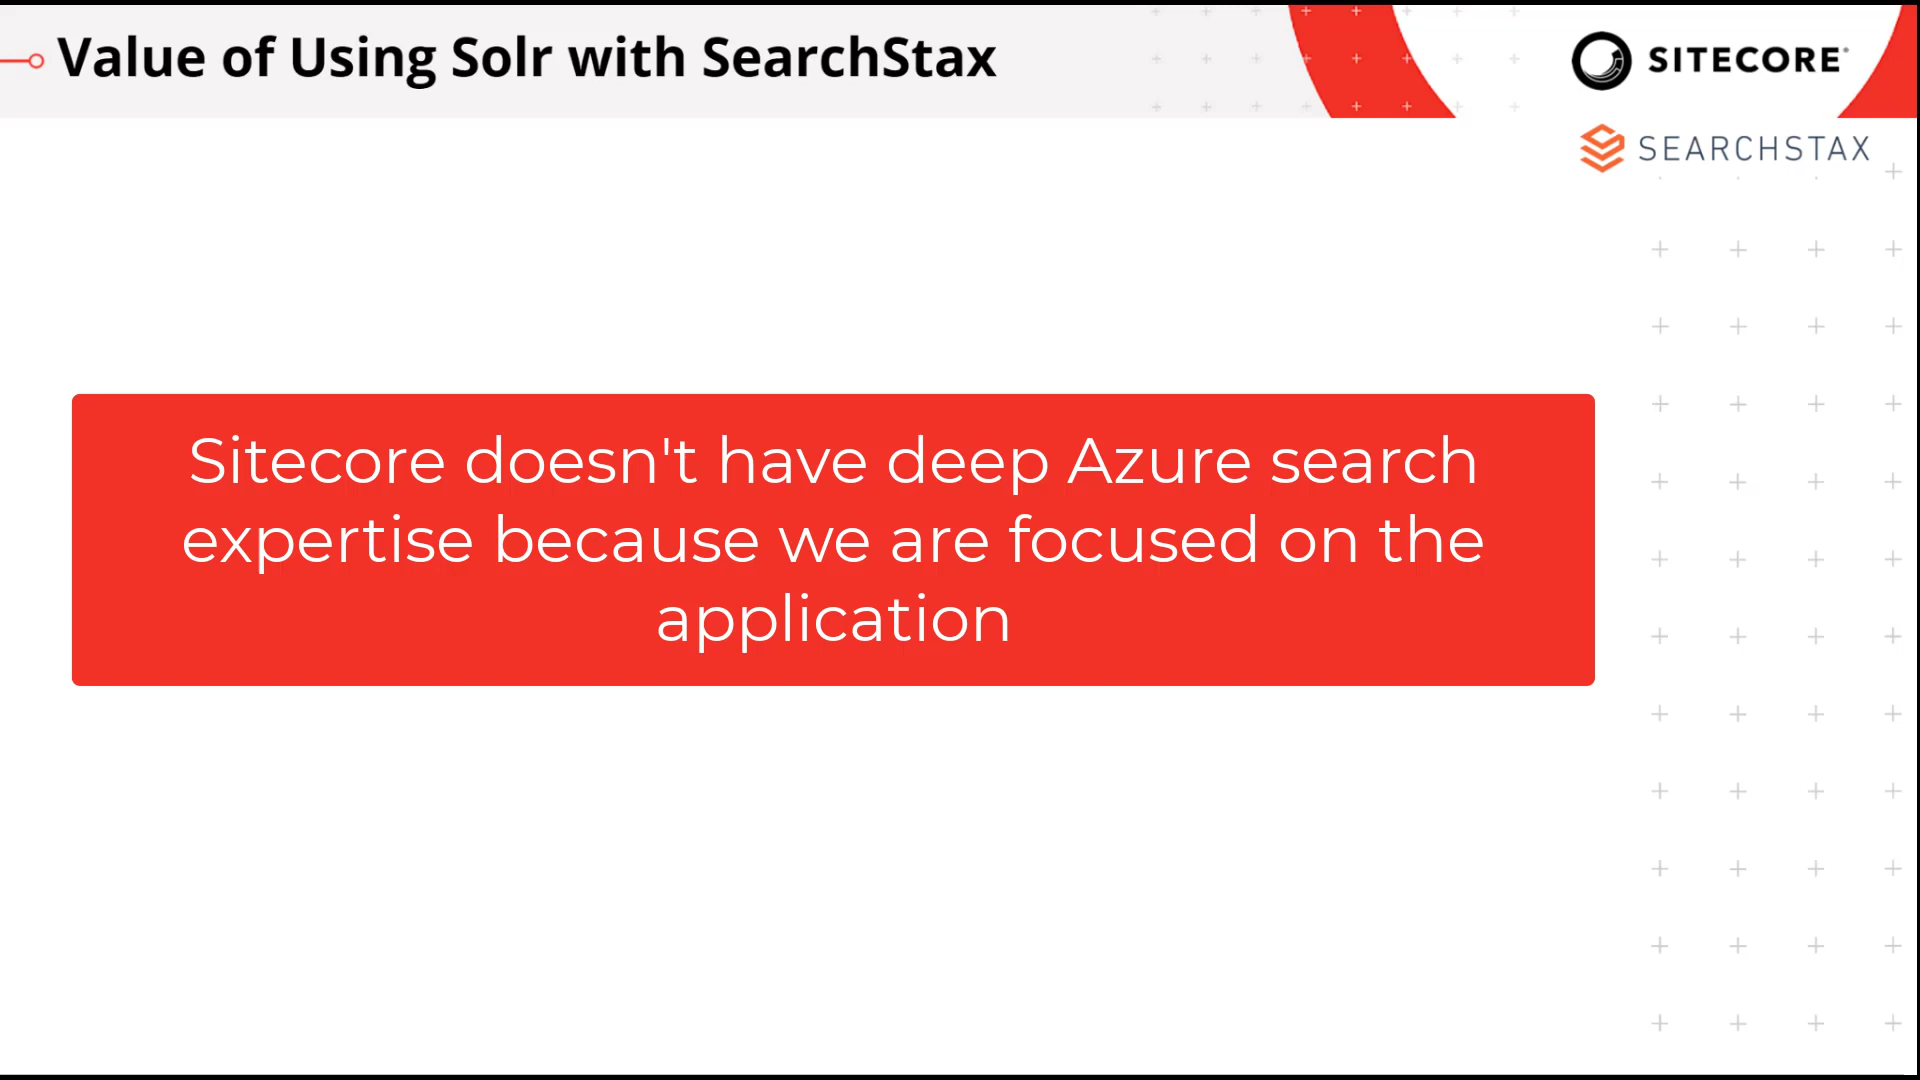 Value of Using Solr with SearchStax
SITECORE
SEARCHSTAX
Sitecore doesn't have deep Azure search
expertise because we are focused on the
application